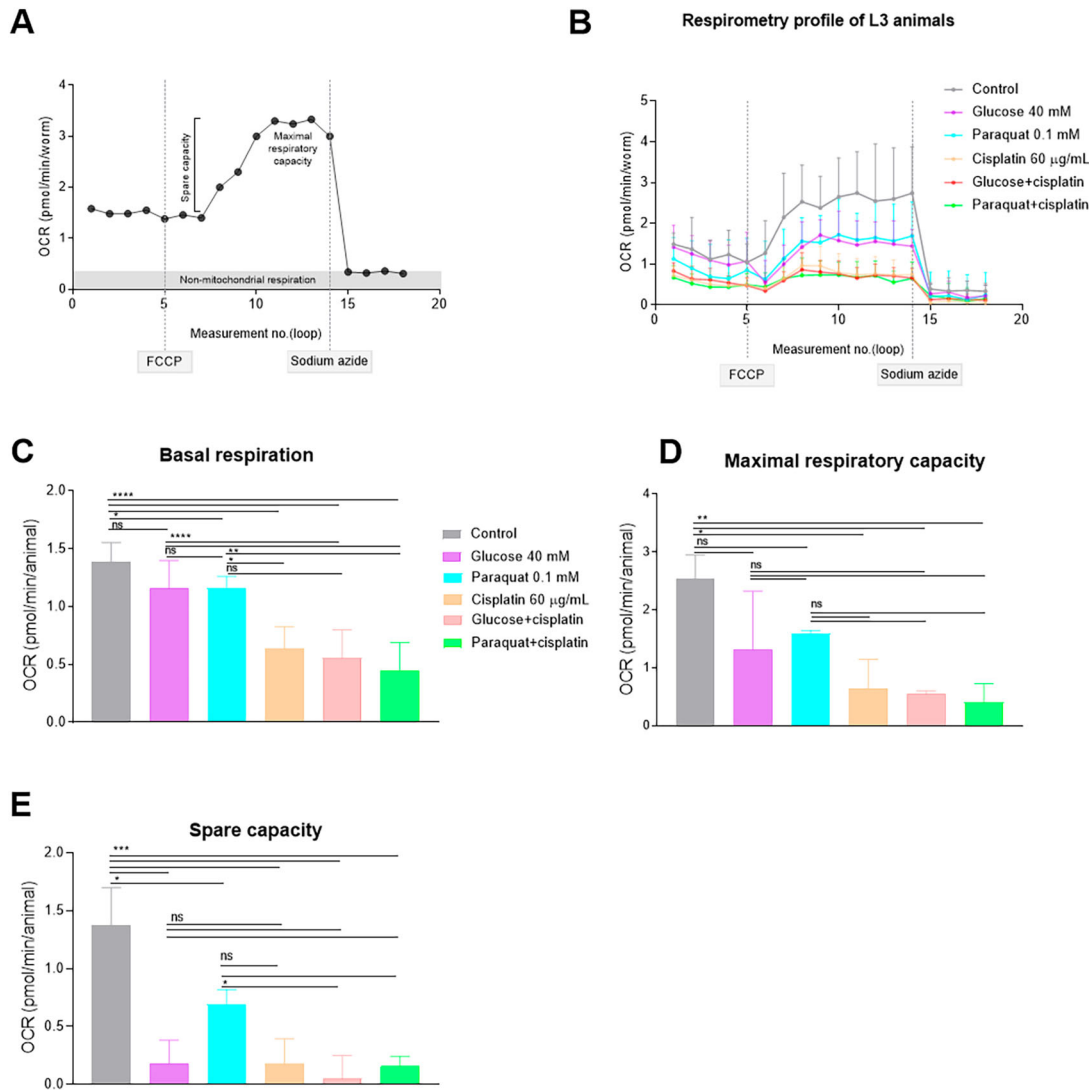 A
OCR (pmol/min/worm)
4
3
2
1
0
Spare capacity
Maximal
respiratory
capacity
Non-mitochondrial respiration
0
5
10
15
20
Measurement no.(loop)
FCCP
Sodium azide
B
Respirometry profile of L3 animals
OCR (pmol/min/worm)
5
4
3
2
1
0
0
5
10
15
20
Measurement no.(loop)
FCCP
Sodium azide
Control
Glucose 40 mM
Paraquat 0.1 mM
Cisplatin 60 μg/mL
Glucose+cisplatin
Paraquat+cisplatin
C
Basal respiration
OCR (pmol/min/animal)
2.0
1.5
1.0
0.5
0.0
****
*
ns
****
ns
**
*
ns
Control
Glucose 40 mM
Paraquat 0.1 mM
Cisplatin 60 μg/mL
Glucose+cisplatin
Paraquat+cisplatin
D
Maximal respiratory capacity
OCR (pmol/min/animal)
4
3
2
1
0
**
*
ns
ns
ns
E
Spare capacity
OCR (pmol/min/animal)
2.0
1.5
1.0
0.5
0.0
***
*
ns
ns
*